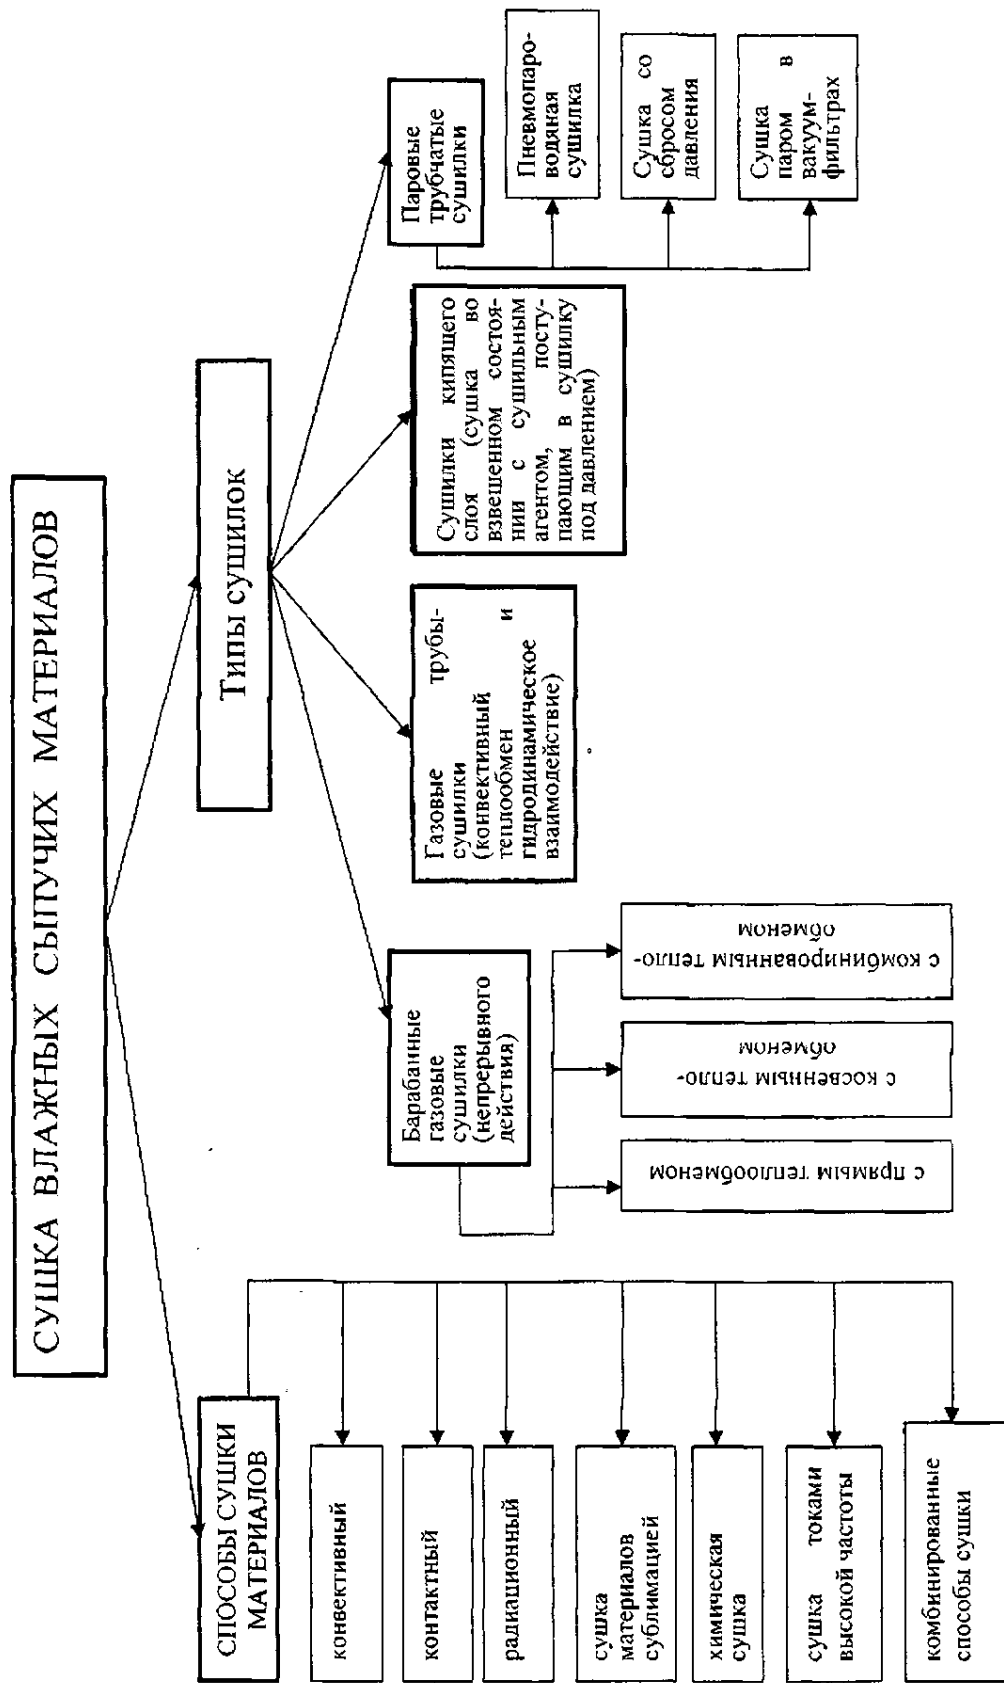 СУШКА ВЛАЖНЫХ СЫПУЧИХ МАТЕРИАЛОВ
СПОСОБЫ СУШКИ
МАТЕРИАЛОВ
конвективный
контактный
радиационный
сушка
материалов
сублимацией
химическая
сушка
сушка токами
высокой частоты
комбинированные
способы сушки
Типы сушилок
Барабанные
газовые
сушилки
(непрерывного
действия)
с прямым теплообменом
с косвенным тепло-
обменом
с комбинированным тепло-
обменом
Газовые трубы-
сушилки
(конвективный
теплообмен и
гидродинамическое
взаимодействие)
Сушилки кипящего
слоя (сушка во
взвешенном состоя-
нии с сушильным
агентом, посту-
пающим в сушилку
под давлением)
Паровые
трубчатые
сушилки
Пневмопаро-
водяная
сушилка
Сушка со
сбросом
давления
Сушка
паром в
вакуум-
фильтрах